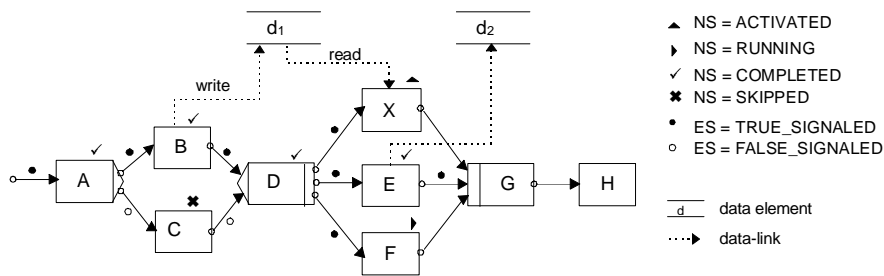 d1
d2
NS = ACTIVATED
NS = RUNNING
NS = COMPLETED
NS = SKIPPED
ES = TRUE_SIGNALED
ES = FALSE_SIGNALED
read
write
X
B
A
D
E
G
H
C
F
d data element
data-link